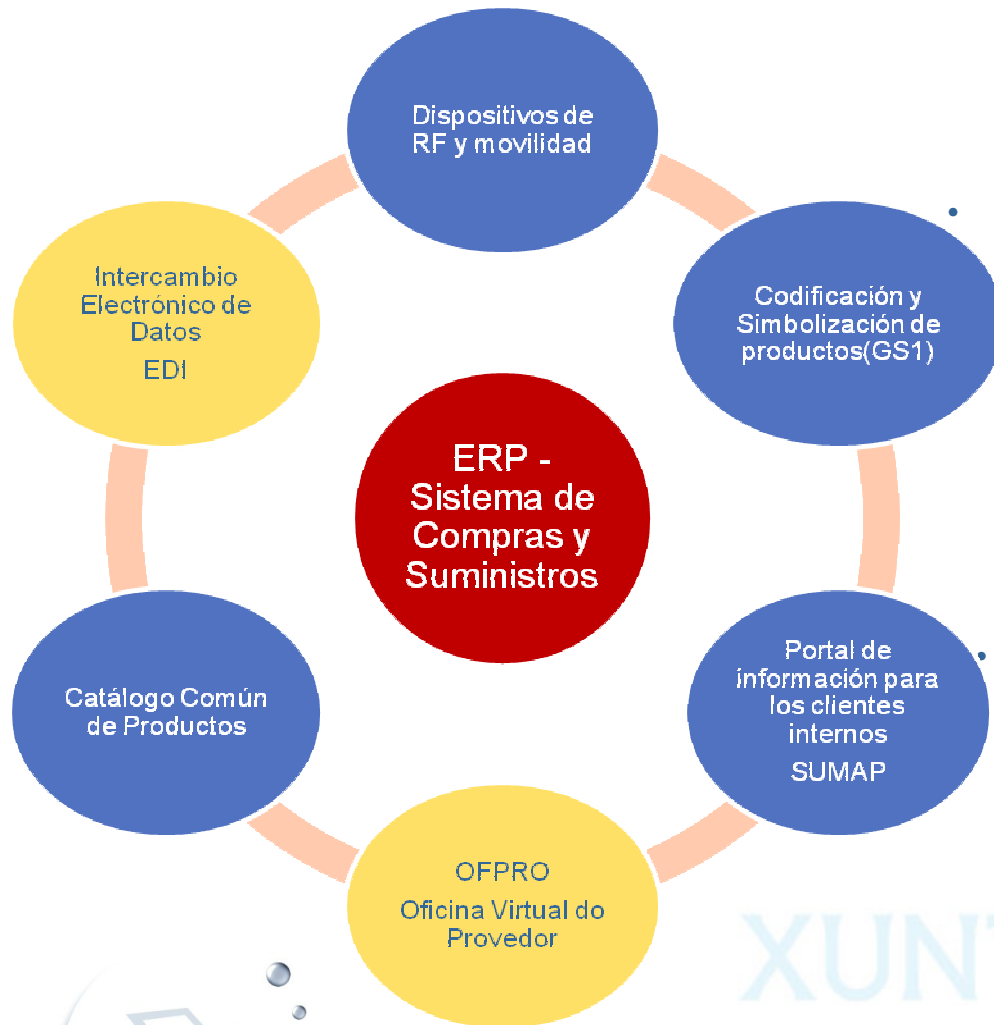 Dispositivos de
RF y movilidad
Intercambio
Electrónico de
Datos
EDI
Codificación y
Simbolización de
productos(GS1)
ERP -
Sistema de
Compras y
Suministros
Catálogo Común
de Productos
Portal de
información para
los clientes
internos
SUMAP
OFPRO
Oficina Virtual do
Provedor
XUN